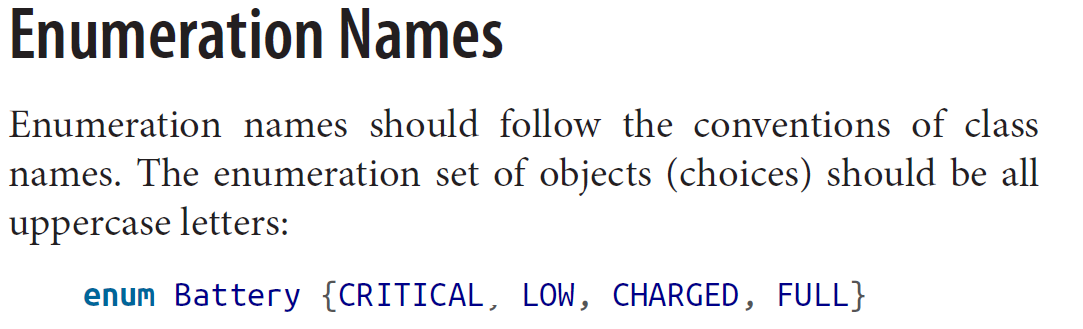 Enumeration Names
Enumeration names should follow the conventions of class
names. The enumeration set of objects (choices) should be all
uppercase letters:
enum Battery {CRITICAL, LOW, CHARGED, FULL}